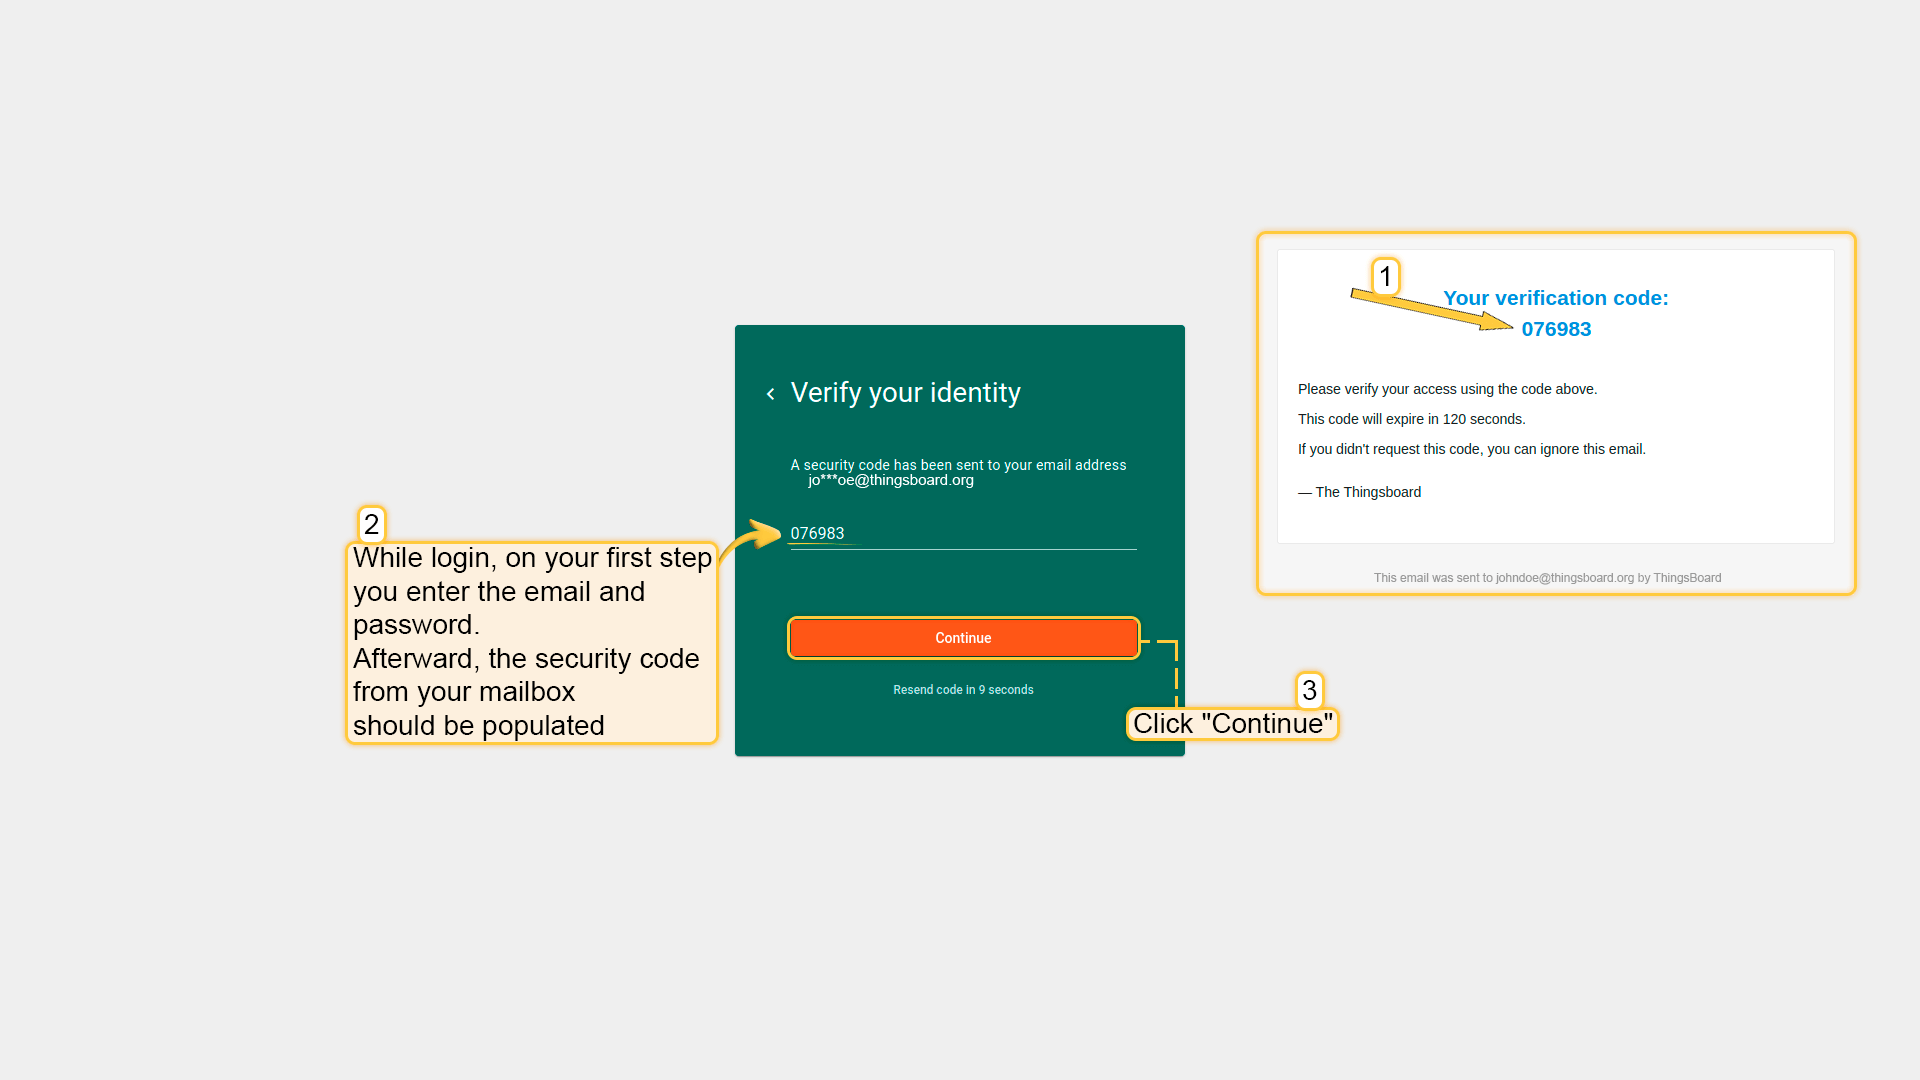 1
Your verification code:
076983
Please verify your access using the code above.
This code will expire in 120 seconds.
If you didn't request this code, you can ignore this email.
— The Thingsboard
This email was sent to johndoe@thingsboard.org by ThingsBoard
Verify your identity
A security code has been sent to your email address
jo***oe@thingsboard.org
076983
Continue
Resend code in 9 seconds
2
While login, on your first step
you enter the email and
password.
Afterward, the security code
from your mailbox
should be populated
3
Click "Continue"